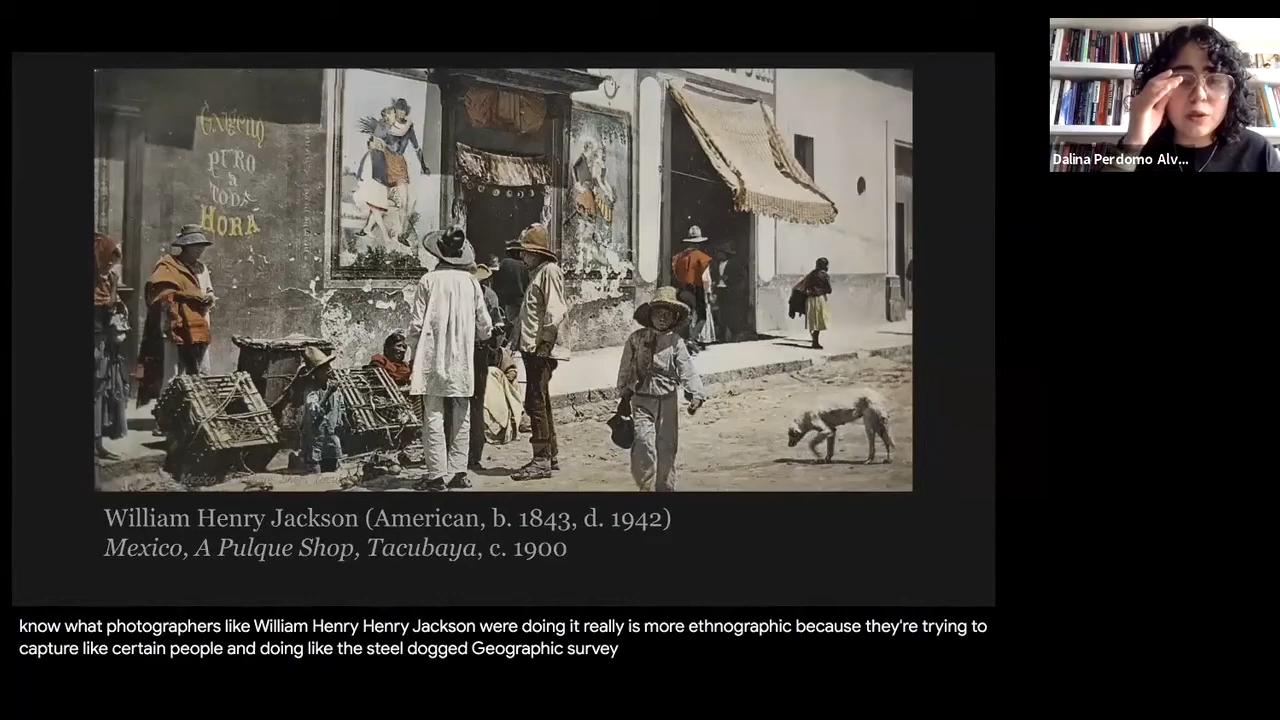 Exigeno
PURO
a
TODA
HORA
Dalina Perdomo Alv...
William Henry Jackson (American, b. 1843, d. 1942)
Mexico, A Pulque Shop, Tacubaya, c. 1900
know what photographers like William Henry Henry Jackson were doing it really is more ethnographic because they're trying to
capture like certain people and doing like the steel dogged Geographic survey